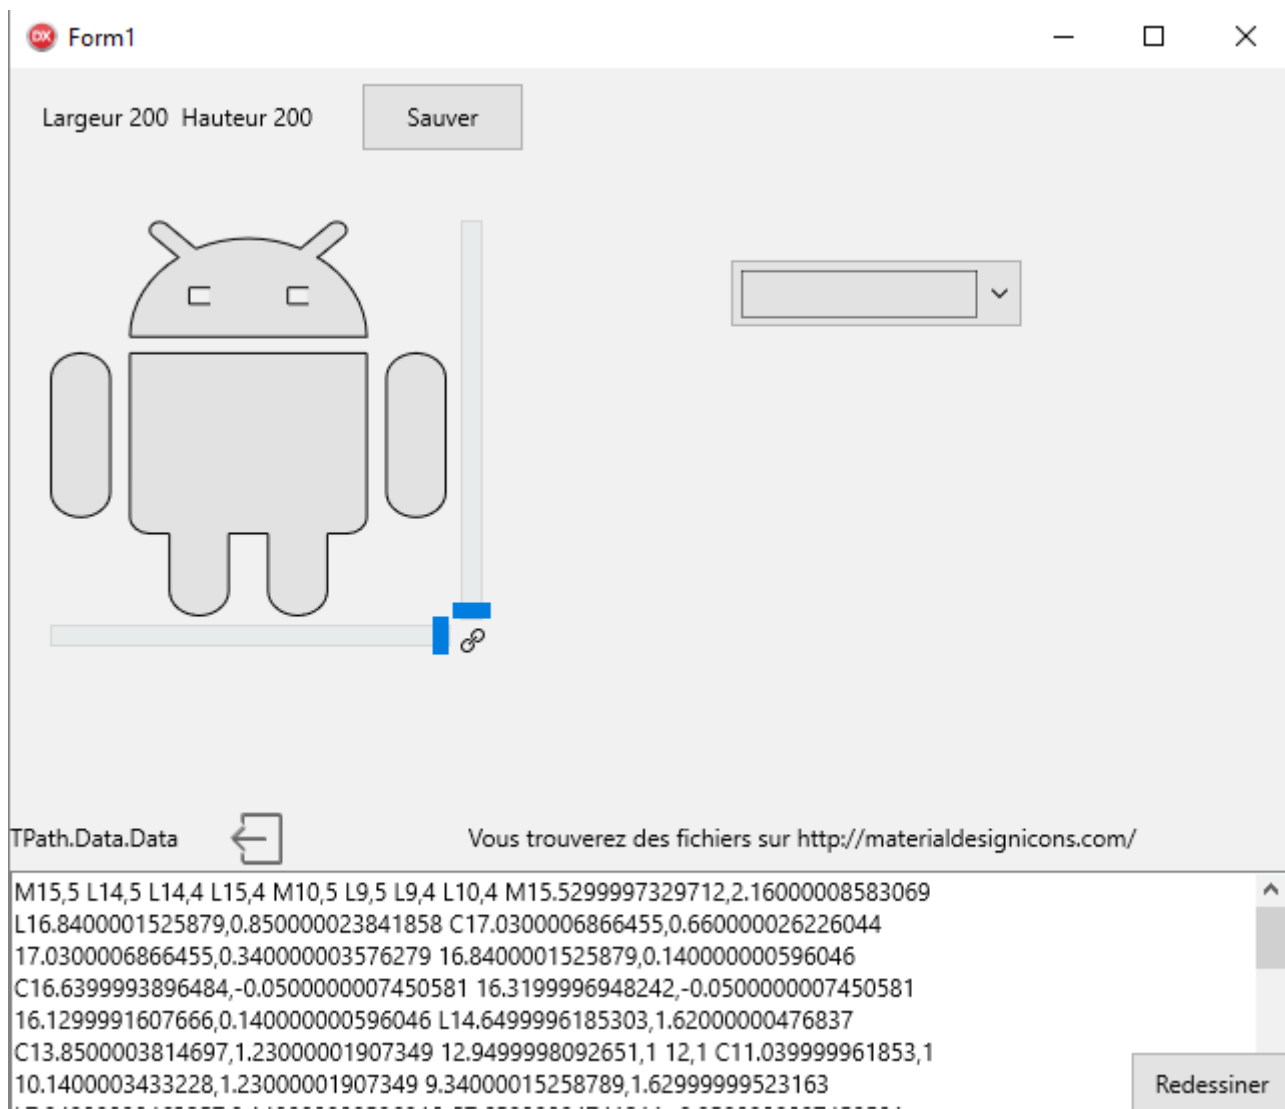 DX Form1
Largeur 200 Hauteur 200 Sauver
TPath.Data.Data Vous trouverez des fichiers sur http://materialdesignicons.com/
M15,5 L14,5 L14,4 L15,4 M10,5 L9,5 L9,4 L10,4 M15.5299997329712,2.16000008583069
L16.8400001525879,0.850000023841858 C17.0300006866455,0.660000026226044
17.0300006866455,0.340000003576279 16.8400001525879,0.140000000596046
C16.6399993896484,-0.0500000007450581 16.3199996948242,-0.0500000007450581
16.1299991607666,0.140000000596046 L14.6499996185303,1.62000000476837
C13.8500003814697,1.23000001907349 12.9499998092651,1 12,1 C11.039999961853,1
10.1400003433228,1.23000001907349 9.34000015258789,1.62999999523163
Redessiner